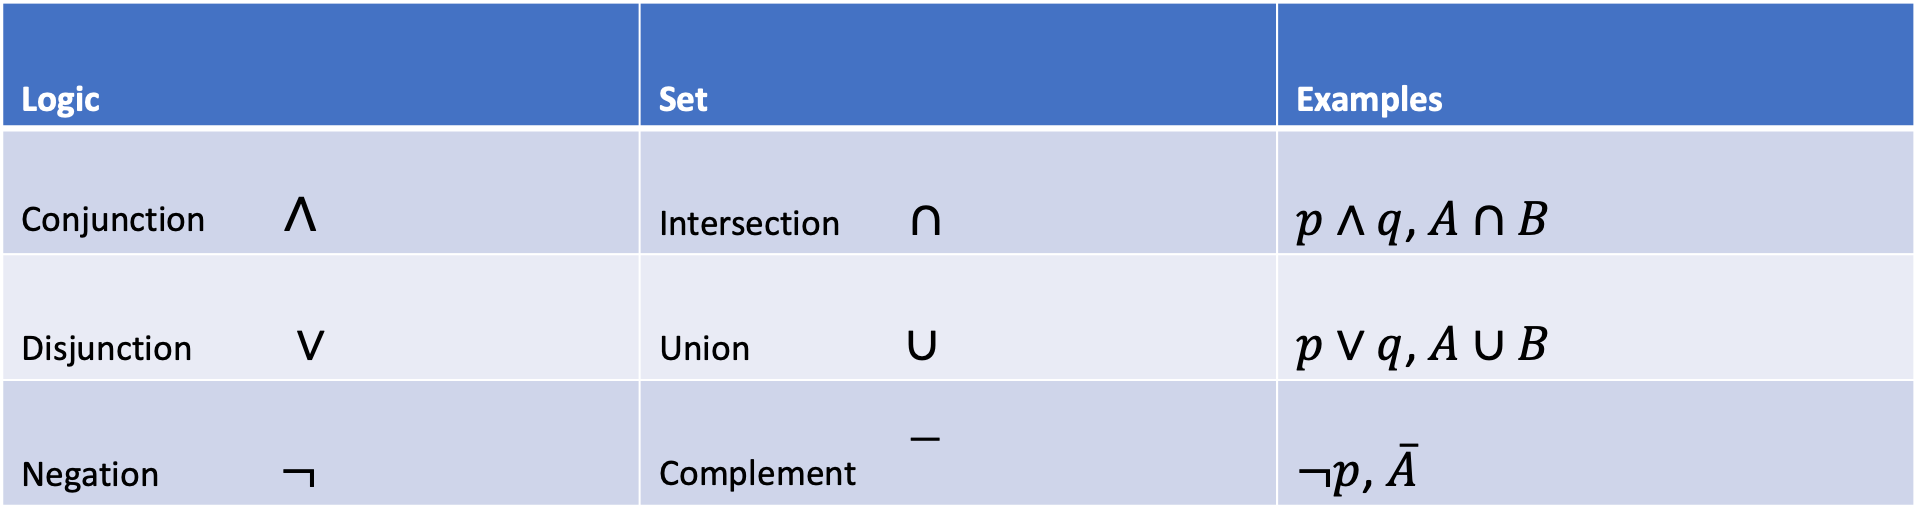 Logic Set Examples
Conjunction ∧ Intersection ∩ p ∧ q, A ∩ B
Disjunction ∨ Union ∪ p ∨ q, A ∪ B
Negation ¬ Complement ¯ ¬p, Ā